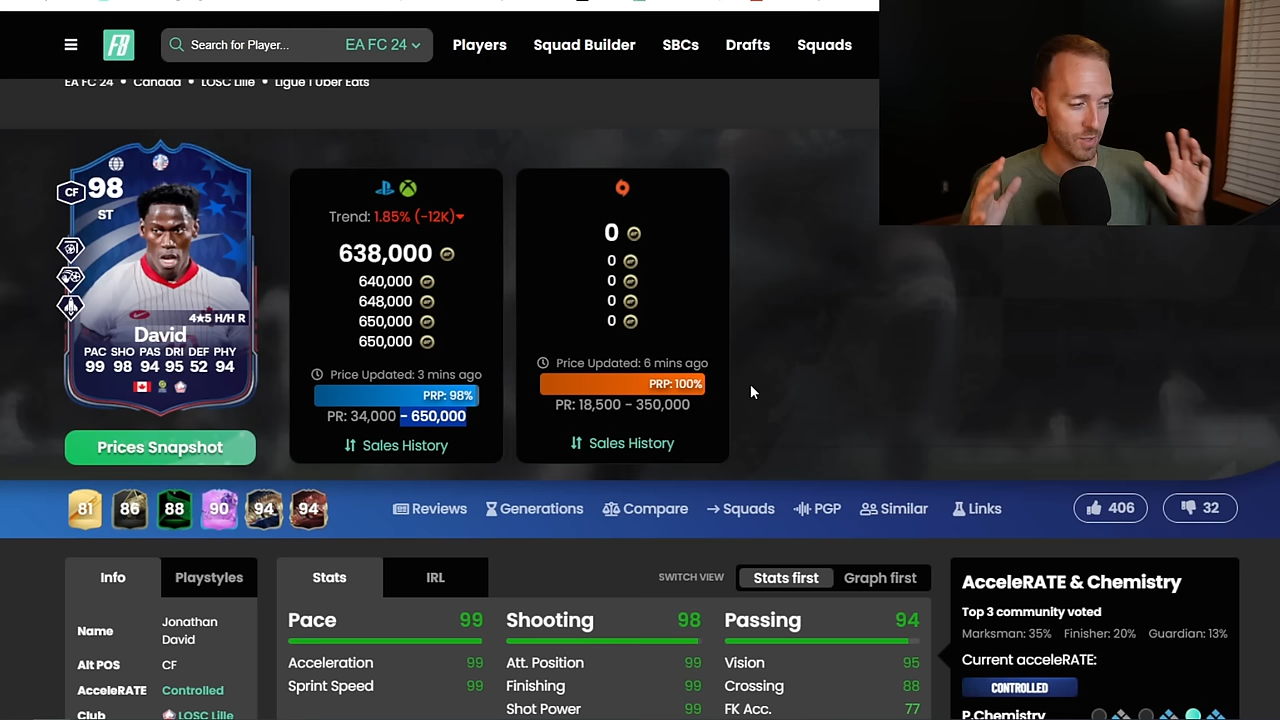 FB
Search for Player...
EA FC 24
Players
Squad Builder
SBCs
Drafts
Squads
EA FC 24 • Canada • LOSC Lille • Ligue 1 Uber Eats
98
CF
ST
4★5 H/H R
David
PAC SHO PAS DRI DEF PHY
99 98 94 95 52 94
Prices Snapshot
Trend: 1.85% (-12K)
638,000
640,000
648,000
650,000
650,000
Price Updated: 3 mins ago
PRP: 98%
PR: 34,000 - 650,000
Sales History
0
0
0
0
0
Price Updated: 6 mins ago
PRP: 100%
PR: 18,500 - 350,000
Sales History
81
86
88
90
94
94
Reviews
Generations
Compare
Squads
PGP
Similar
Links
406
32
Info
Playstyles
Name
Jonathan
David
Alt POS
CF
AcceleRATE
Controlled
Club
LOSC Lille
Stats
IRL
SWITCH VIEW
Stats first
Graph first
Pace 99
Acceleration 99
Sprint Speed 99
Shooting 98
Att. Position 99
Finishing 99
Shot Power 99
Passing 94
Vision 95
Crossing 88
FK Acc. 77
AcceleRATE & Chemistry
Top 3 community voted
Marksman: 35% Finisher: 20% Guardian: 13%
Current acceleRATE:
CONTROLLED
P.Chemistry